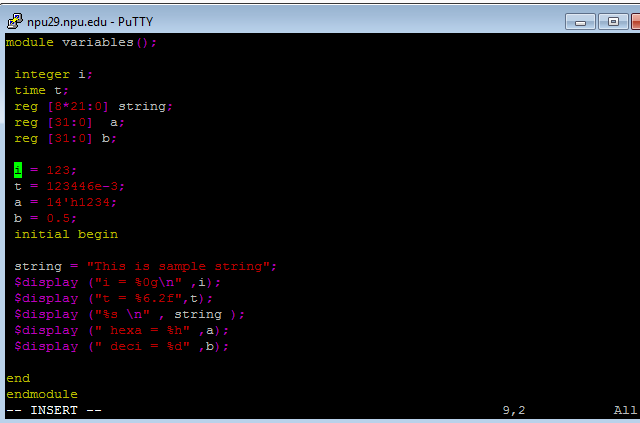 npu29.npu.edu - PuTTY
module variables();
integer i;
time t;
reg [8*21:0] string;
reg [31:0]  a;
reg [31:0] b;
i = 123;
t = 123446e-3;
a = 14'h1234;
b = 0.5;
initial begin
string = "This is sample string";
$display ("i = %0g\n" ,i);
$display ("t = %6.2f",t);
$display ("%s \n" , string );
$display (" hexa = %h" ,a);
$display (" deci = %d" ,b);
end
endmodule
-- INSERT -- 9,2 All